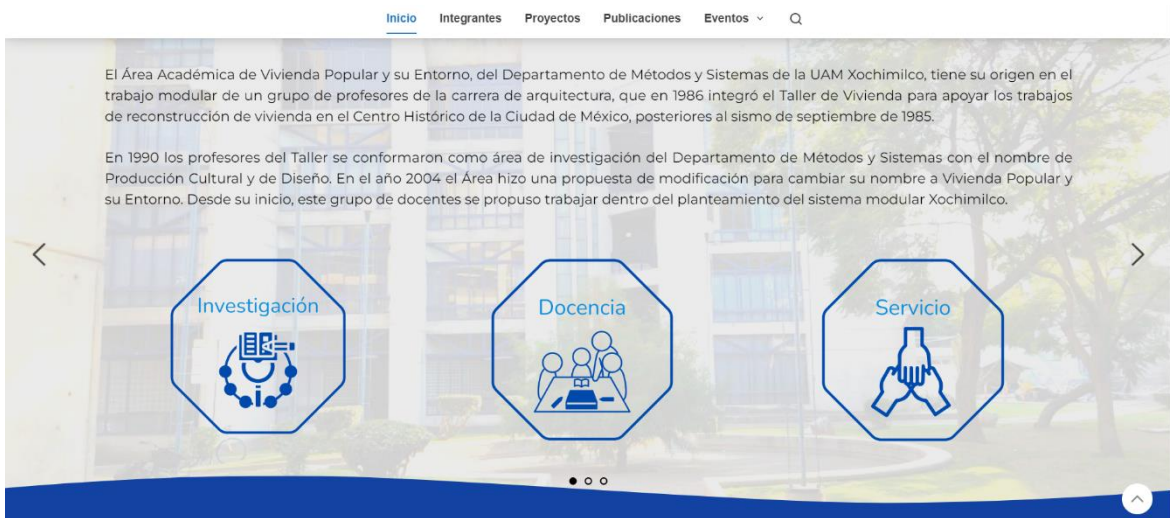 Inicio Integrantes Proyectos Publicaciones Eventos
El Área Académica de Vivienda Popular y su Entorno, del Departamento de Métodos y Sistemas de la UAM Xochimilco, tiene su origen en el
trabajo modular de un grupo de profesores de la carrera de arquitectura, que en 1986 integró el Taller de Vivienda para apoyar los trabajos
de reconstrucción de vivienda en el Centro Histórico de la Ciudad de México, posteriores al sismo de septiembre de 1985.
En 1990 los profesores del Taller se conformaron como área de investigación del Departamento de Métodos y Sistemas con el nombre de
Producción Cultural y de Diseño. En el año 2004 el Área hizo una propuesta de modificación para cambiar su nombre a Vivienda Popular y
su Entorno. Desde su inicio, este grupo de docentes se propuso trabajar dentro del planteamiento del sistema modular Xochimilco.
Investigación
Docencia
Servicio